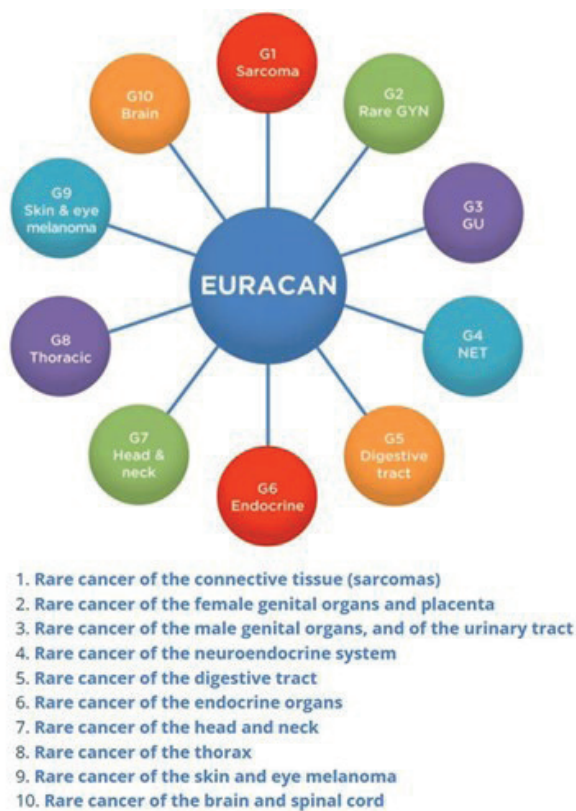 G1
Sarcoma
G2
Rare GYN
G3
GU
G4
NET
G5
Digestive
tract
G6
Endocrine
G7
Head &
neck
G8
Thoracic
G9
Skin & eye
melanoma
G10
Brain
EURACAN
1. Rare cancer of the connective tissue (sarcomas)
2. Rare cancer of the female genital organs and placenta
3. Rare cancer of the male genital organs, and of the urinary tract
4. Rare cancer of the neuroendocrine system
5. Rare cancer of the digestive tract
6. Rare cancer of the endocrine organs
7. Rare cancer of the head and neck
8. Rare cancer of the thorax
9. Rare cancer of the skin and eye melanoma
10. Rare cancer of the brain and spinal cord